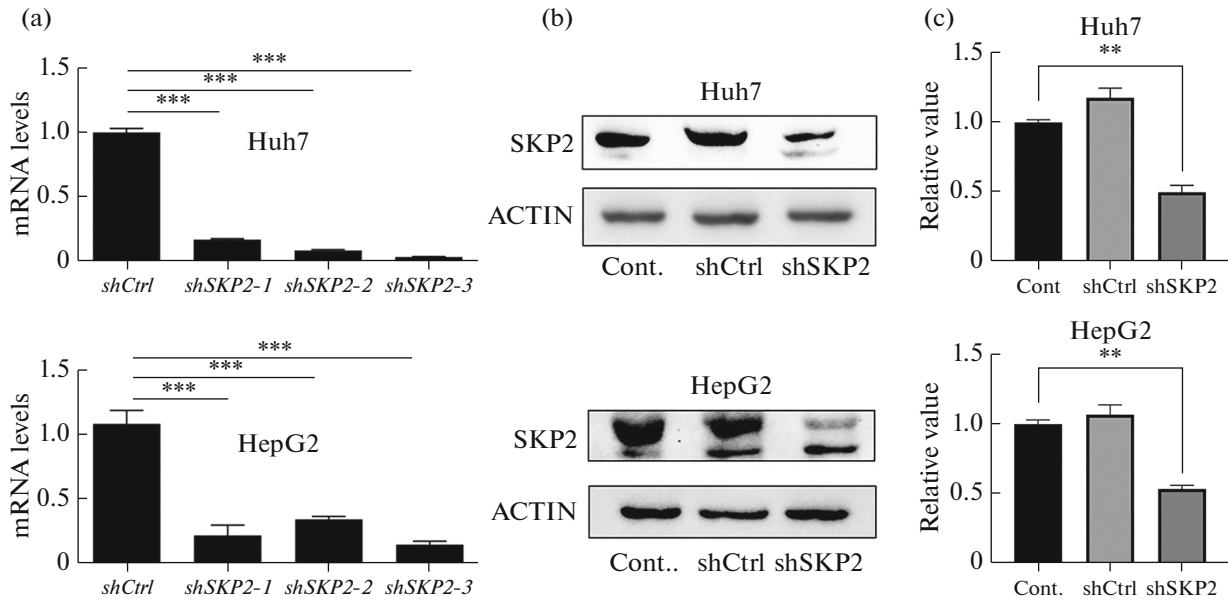 (a)
mRNA levels
1.5
1.0
0.5
0
***
***
***
Huh7
shCtrl shSKP2-1 shSKP2-2 shSKP2-3
mRNA levels
1.5
1.0
0.5
0
***
***
***
HepG2
shCtrl shSKP2-1 shSKP2-2 shSKP2-3
(b)
Huh7
SKP2
ACTIN
Cont. shCtrl shSKP2
HepG2
SKP2
ACTIN
Cont.. shCtrl shSKP2
(c)
Huh7
Relative value
1.5
1.0
0.5
0
**
Cont shCtrl shSKP2
HepG2
Relative value
1.5
1.0
0.5
0
**
Cont. shCtrl shSKP2